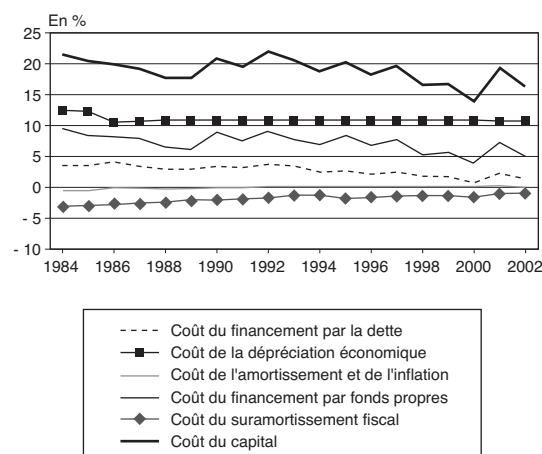 En %
25
20
15
10
5
0
- 5
- 10
1984 1986 1988 1990 1992 1994 1996 1998 2000 2002
Coût du financement par la dette
Coût de la dépréciation économique
Coût de l'amortissement et de l'inflation
Coût du financement par fonds propres
Coût du suramortissement fiscal
Coût du capital